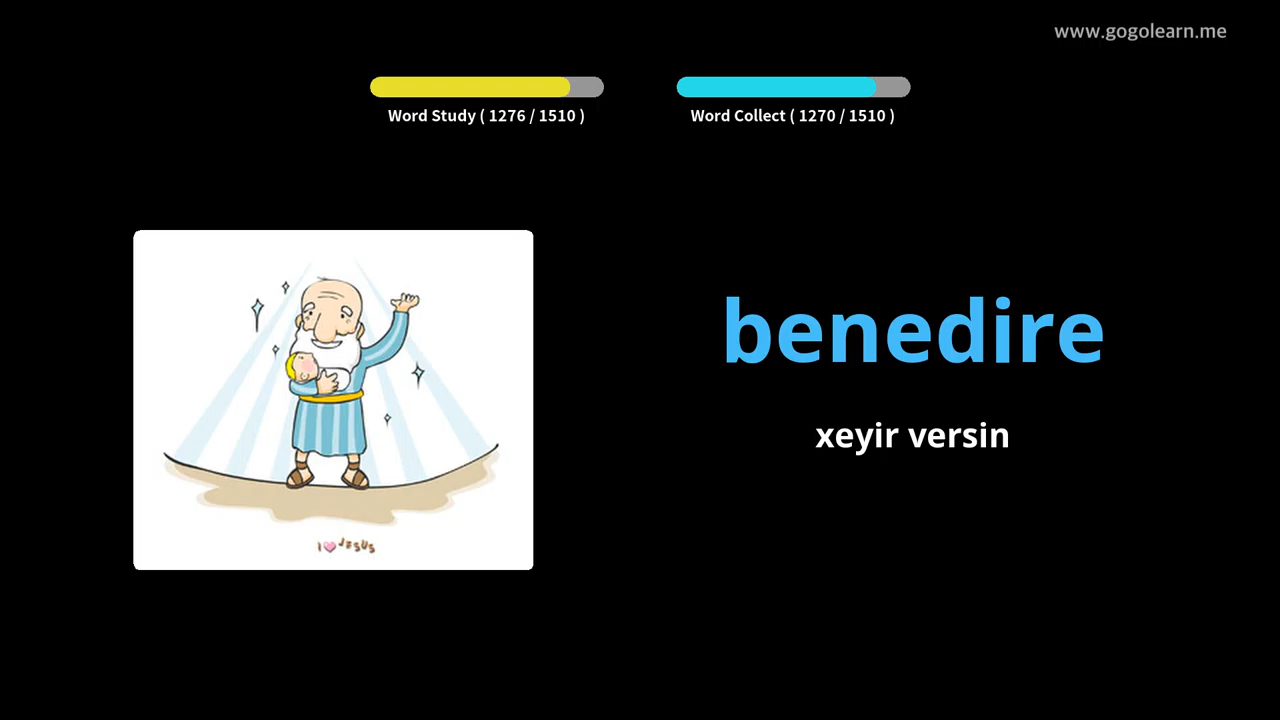 www.gogolearn.me
Word Study ( 1276 / 1510 )
Word Collect ( 1270 / 1510 )
benedire
xeyir versin
I JESUS